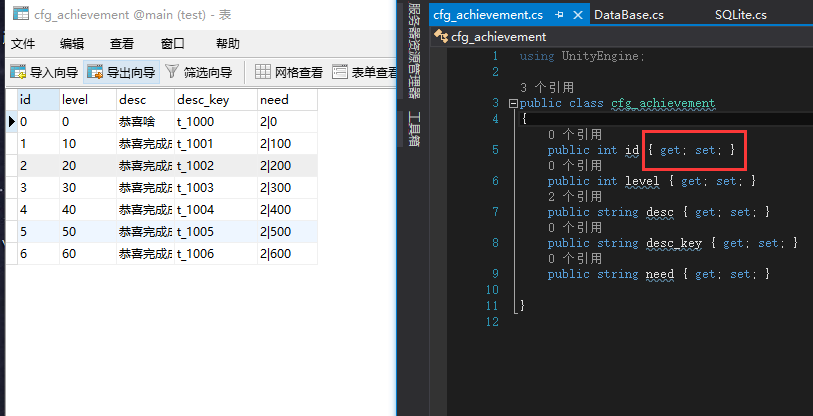 cfg_achievement @main (test) - 表
文件 编辑 查看 窗口 帮助
导入向导 导出向导 筛选向导 网格查看 表单查看
id level desc desc_key need
0 0 恭喜啥 t_1000 2|0
1 10 恭喜完成成 t_1001 2|100
2 20 恭喜完成成 t_1002 2|200
3 30 恭喜完成成 t_1003 2|300
4 40 恭喜完成成 t_1004 2|400
5 50 恭喜完成成 t_1005 2|500
6 60 恭喜完成成 t_1006 2|600
服务器资源管理器
工具箱
cfg_achievement.cs DataBase.cs SQLite.cs
cfg_achievement
1 using UnityEngine;
2
3 个引用
3 public class cfg_achievement
4 {
0 个引用
5 public int id { get; set; }
0 个引用
6 public int level { get; set; }
2 个引用
7 public string desc { get; set; }
0 个引用
8 public string desc_key { get; set; }
0 个引用
9 public string need { get; set; }
10
11 }
12